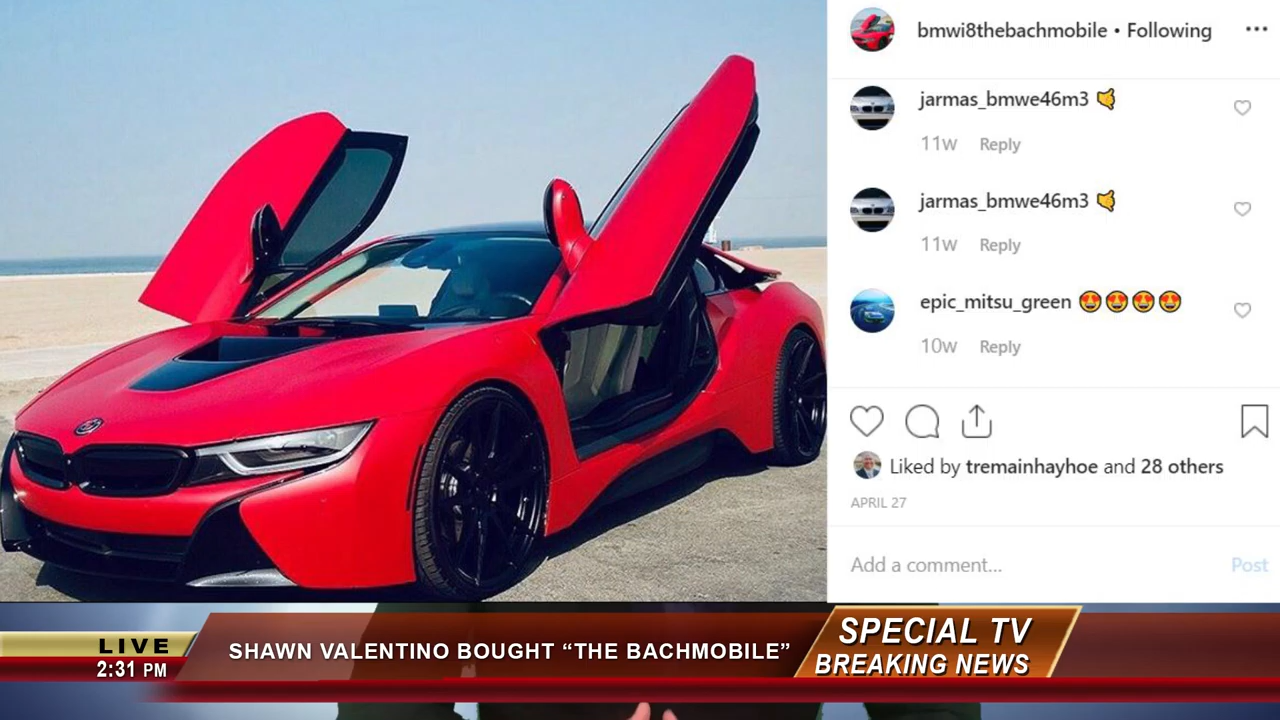 bmwi8thebachmobile • Following
jarmas_bmwe46m3
11w Reply
jarmas_bmwe46m3
11w Reply
epic_mitsu_green 😍😍😍😍
10w Reply
Liked by tremainhayhoe and 28 others
APRIL 27
Add a comment... Post
LIVE
2:31 PM
SHAWN VALENTINO BOUGHT “THE BACHMOBILE”
SPECIAL TV
BREAKING NEWS